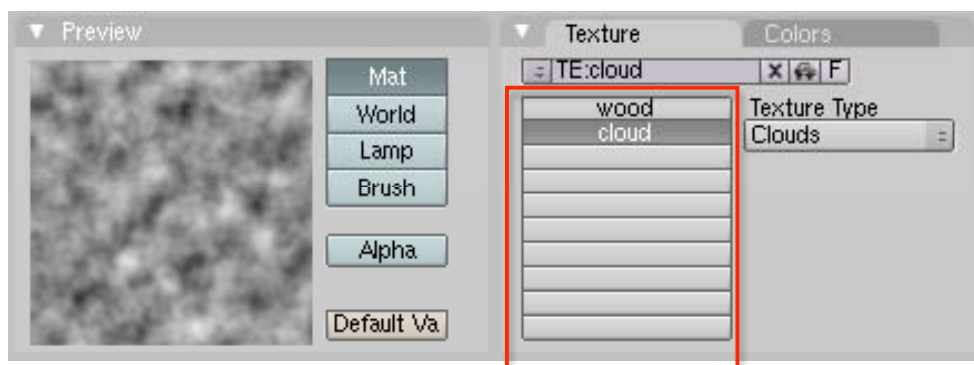 Preview
Mat
World
Lamp
Brush
Alpha
Default Va
Texture
Colors
TE:cloud
X
F
wood
cloud
Texture Type
Clouds